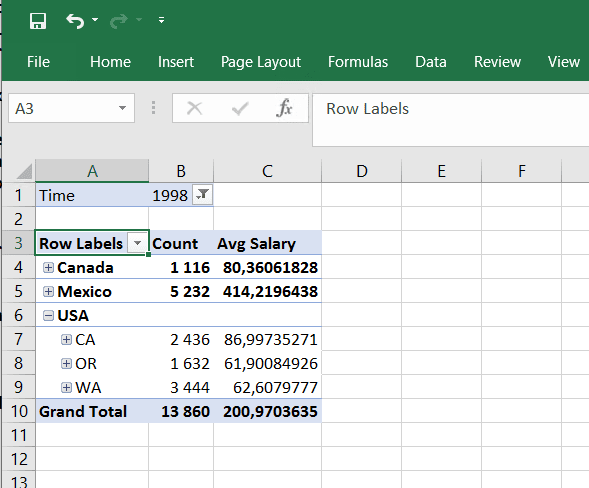 File Home Insert Page Layout Formulas Data Review View
A3 fx Row Labels
A B C D E F
1 Time 1998
2
3 Row Labels Count Avg Salary
4 Canada 1 116 80,36061828
5 Mexico 5 232 414,2196438
6 USA
7 CA 2 436 86,99735271
8 OR 1 632 61,90084926
9 WA 3 444 62,6079777
10 Grand Total 13 860 200,9703635
11
12
13